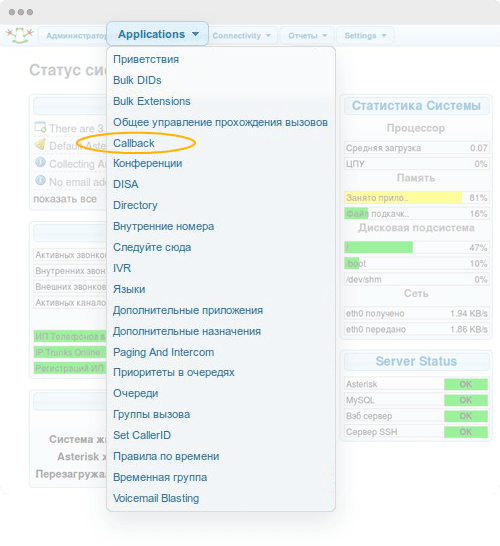 Администратор
Applications
Connectivity
Отчеты
Settings
Статус сис
There are 3
Default Aste
Collecting A
No email add
показать все
Активных звонков
Внутренних звон
Внешних звонков
Активных канало
ИП Телефонов в
IP Trunks Online
Регистраций ИП
Система ж
Asterisk ж
Перезагружал
Приветствия
Bulk DIDs
Bulk Extensions
Общее управление прохождения вызовов
Callback
Конференции
DISA
Directory
Внутренние номера
Следуйте сюда
IVR
Языки
Дополнительные приложения
Дополнительные назначения
Paging And Intercom
Приоритеты в очередях
Очереди
Группы вызова
Set CallerID
Правила по времени
Временная группа
Voicemail Blasting
Статистика Системы
Процессор
Средняя загрузка 0.07
ЦПУ 0%
Память
Занято прило.. 81%
Файл подкачк.. 16%
Дисковая подсистема
/ 47%
/boot 10%
/dev/shm 0%
Сеть
eth0 получено 1.94 KB/s
eth0 передано 1.86 KB/s
Server Status
Asterisk OK
MySQL OK
Вэб сервер OK
Сервер SSH OK